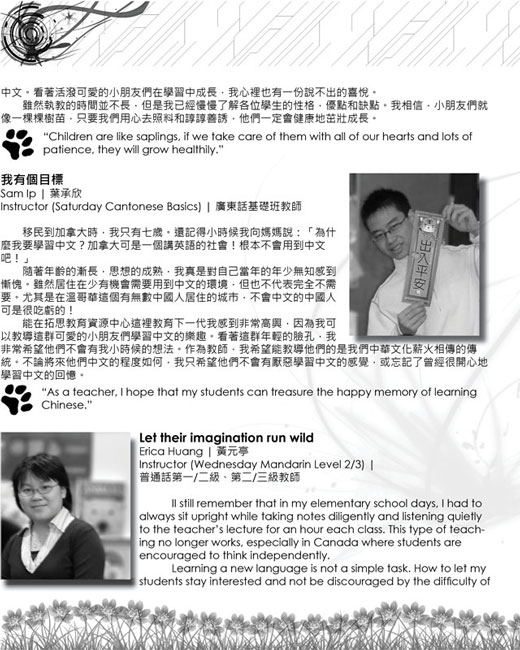 中文。看著活潑可愛的小朋友們在學習中成長，我心裡也有一份說不出的喜悅。
雖然執教的時間並不長，但是我已經慢慢了解各位學生的性格，優點和缺點。我相信，小朋友們就
像一棵棵樹苗，只要我們用心去照料和諄諄善誘，他們一定會健康地茁壯成長。
“Children are like saplings, if we take care of them with all of our hearts and lots of
patience, they will grow healthily.”
我有個目標
Sam Ip | 葉承欣
Instructor (Saturday Cantonese Basics) | 廣東話基礎班教師
移民到加拿大時，我只有七歲。還記得小時候我向媽媽說：「為什
麼我要學習中文？加拿大可是一個講英語的社會！根本不會用到中文
吧！」
隨著年齡的漸長，思想的成熟，我真是對自己當年的年少無知感到
慚愧。雖然居住在少有機會需要用到中文的環境，但也不代表完全不需
要。尤其是在溫哥華這個有無數中國人居住的城市，不會中文的中國人
可是很吃虧的！
能在拓思教育資源中心這裡教育下一代我感到非常高興，因為我可
以教導這群可愛的小朋友們學習中文的樂趣。看著這群年輕的臉孔，我
非常希望他們不會有我小時候的想法。作為教師，我希望能教導他們的是我們中華文化薪火相傳的傳
統。不論將來他們中文的程度如何，我只希望他們不會有厭惡學習中文的感覺，或忘記了曾經很開心地
學習中文的回憶。
出入平安
“As a teacher, I hope that my students can treasure the happy memory of learning
Chinese.”
Let their imagination run wild
Erica Huang | 黃元亭
Instructor (Wednesday Mandarin Level 2/3) |
普通話第一/二級、第二/三級教師
II still remember that in my elementary school days, I had to
always sit upright while taking notes diligently and listening quietly
to the teacher’s lecture for an hour each class. This type of teach-
ing no longer works, especially in Canada where students are
encouraged to think independently.
Learning a new language is not a simple task. How to let my
students stay interested and not be discouraged by the difficulty of